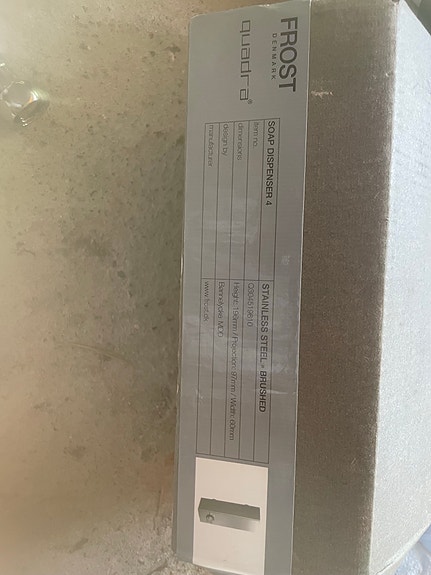 FROST
DENMARK
quadra®
SOAP DISPENSER 4 STAINLESS STEEL - BRUSHED
item no.
dimensions Height: 190mm / Projection: 97mm / Width: 60mm
design by Bønnelycke MDD
manufacturer www.frost.dk